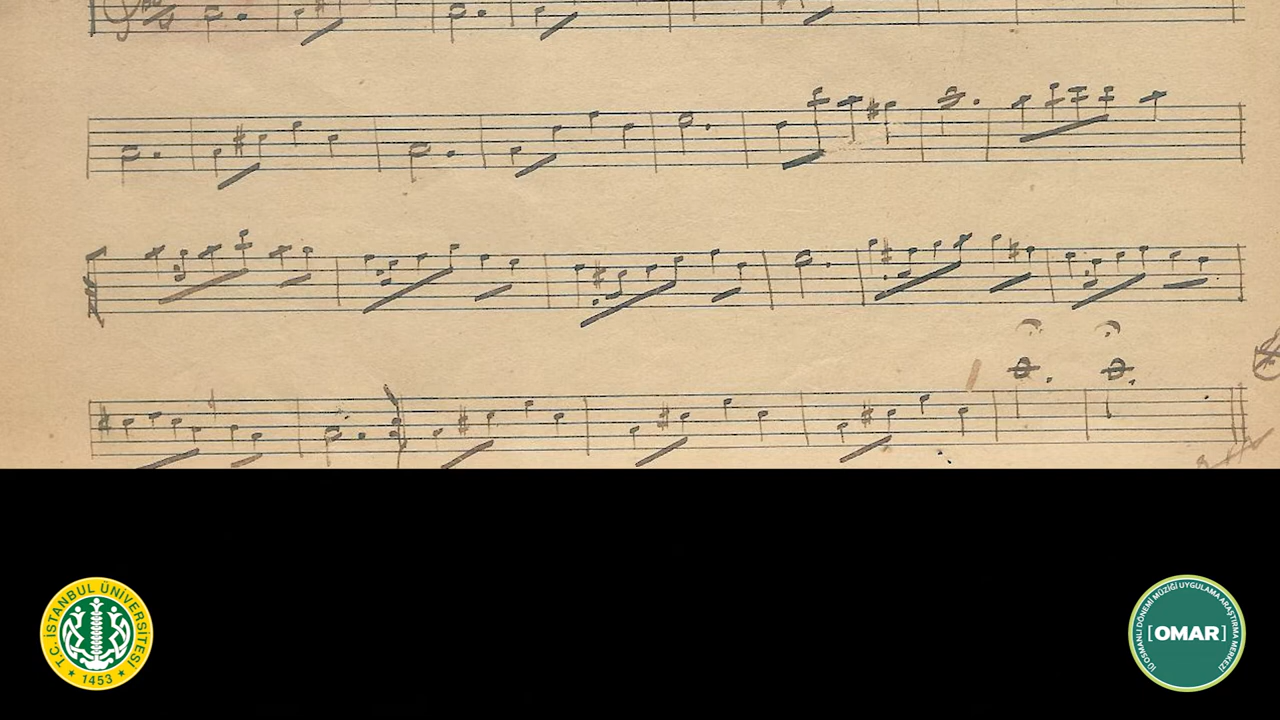 T.C. İSTANBUL ÜNİVERSİTESİ
1453
İÜ OSMANLI DÖNEMİ MÜZİĞİ UYGULAMA ARAŞTIRMA MERKEZİ
[OMAR]